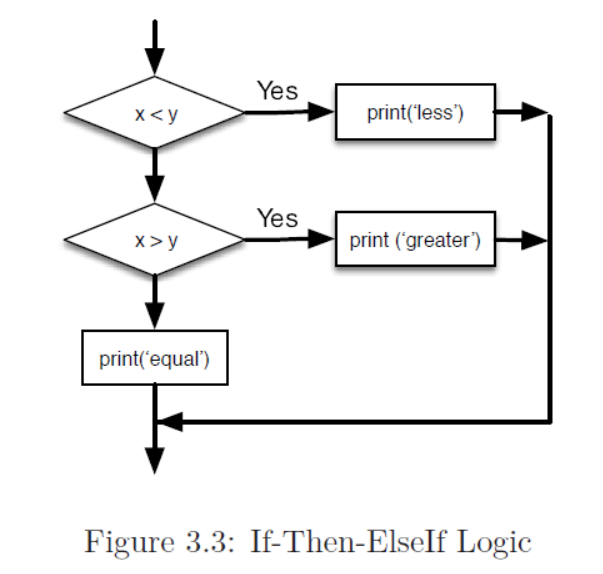 Yes
x < y
print(‘less’)
Yes
x > y
print (‘greater’)
print(‘equal’)
Figure 3.3: If-Then-ElseIf Logic